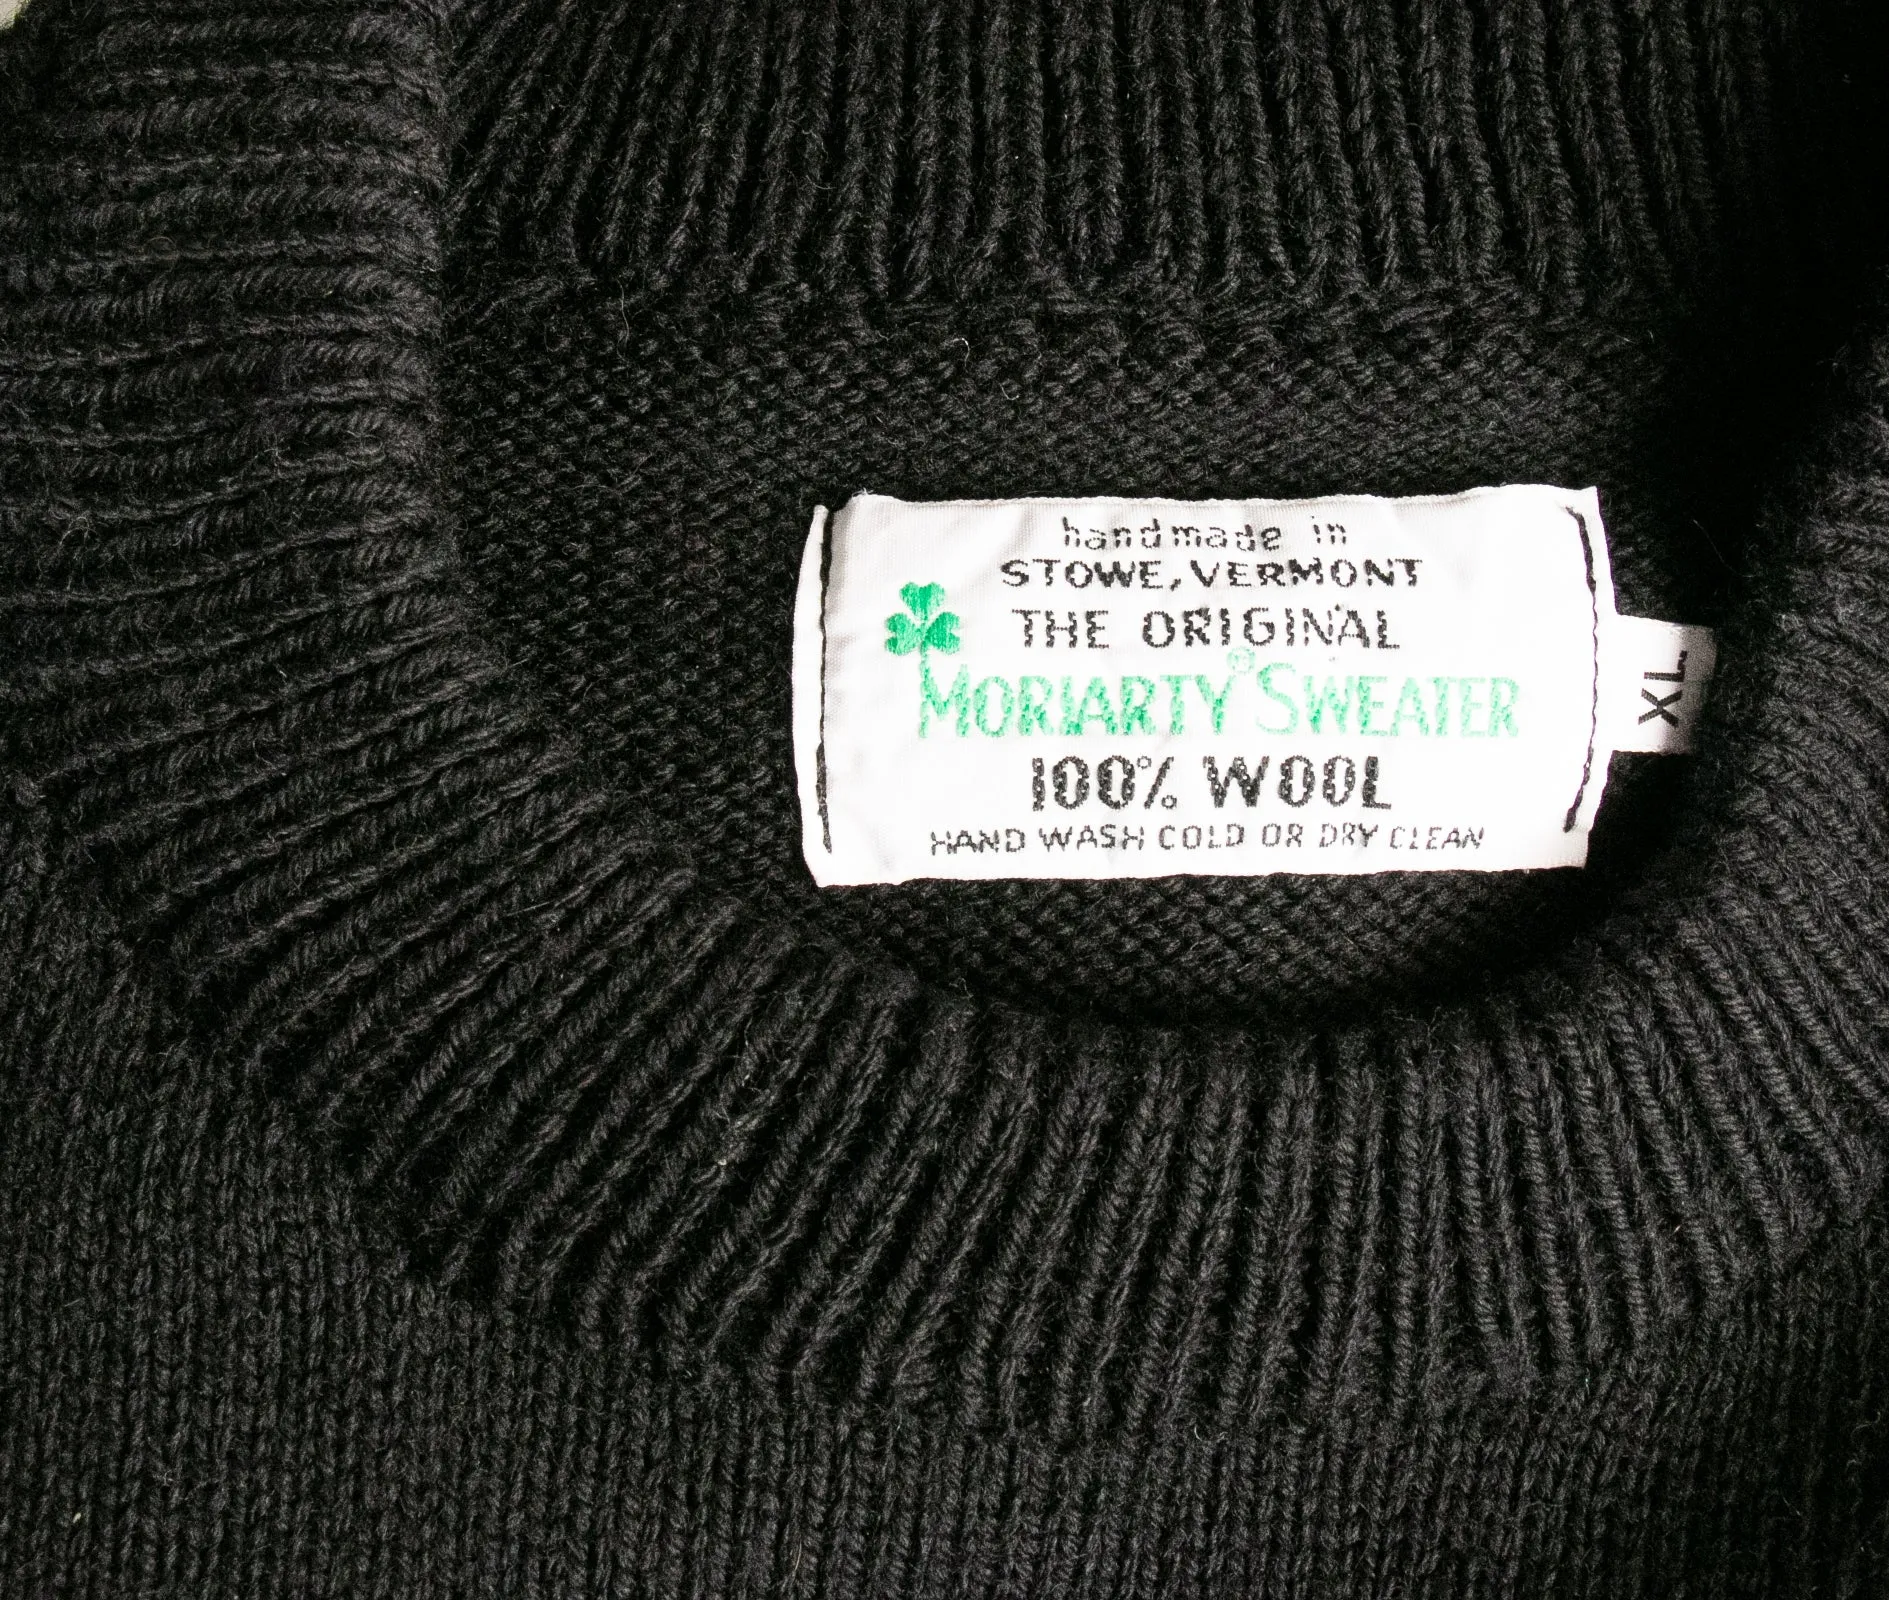 handmade in
STOWE, VERMONT
THE ORIGINAL
MORIARTY® SWEATER
100% WOOL
HAND WASH COLD OR DRY CLEAN
XL